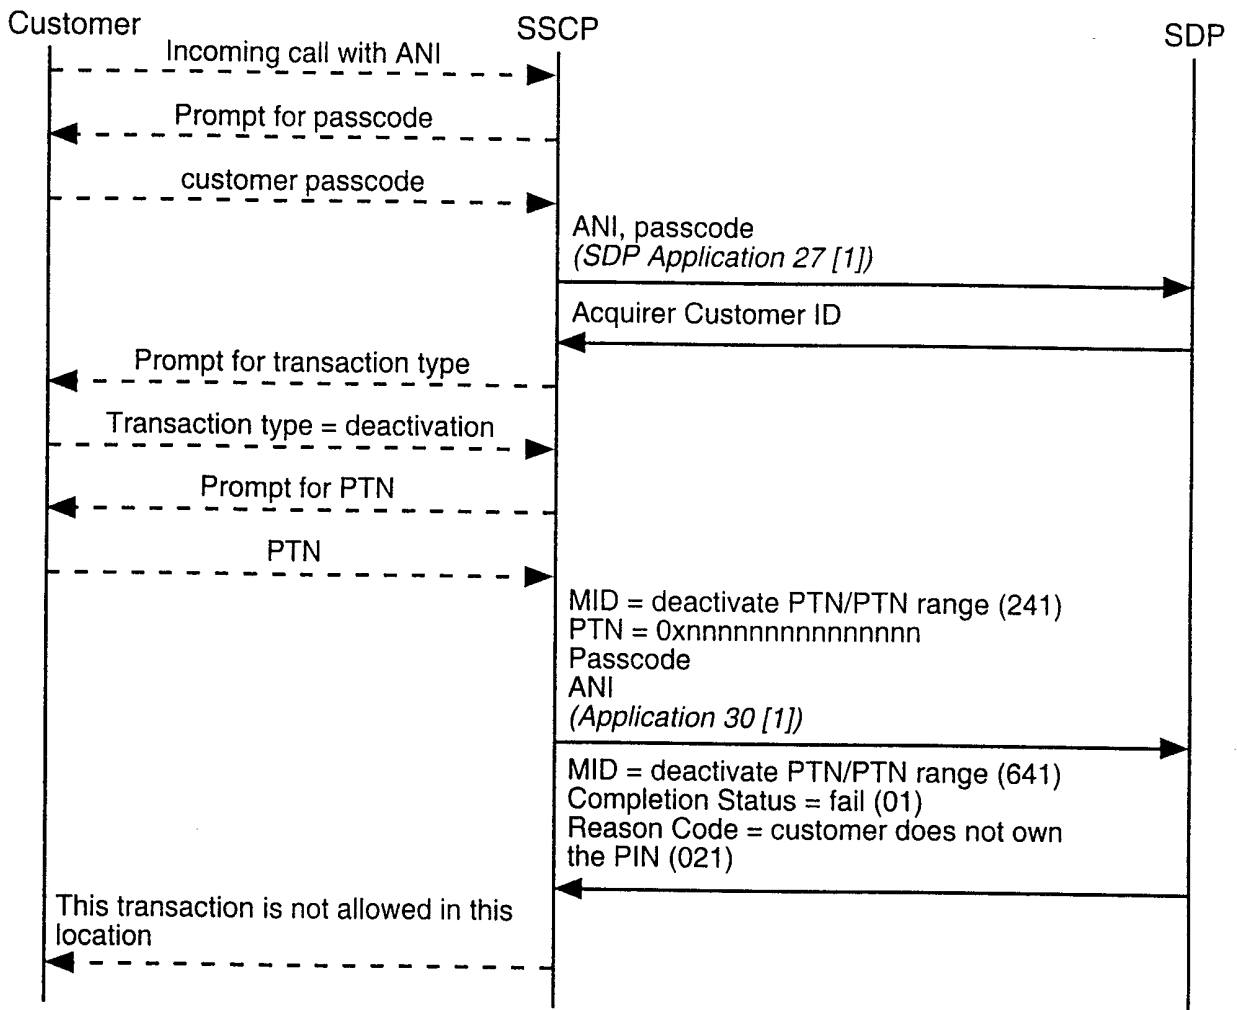 Customer
SSCP
SDP
Incoming call with ANI
Prompt for passcode
customer passcode
ANI, passcode
(SDP Application 27 [1])
Acquirer Customer ID
Prompt for transaction type
Transaction type = deactivation
Prompt for PTN
PTN
MID = deactivate PTN/PTN range (241)
PTN = 0xnnnnnnnnnnnnnnnn
Passcode
ANI
(Application 30 [1])
MID = deactivate PTN/PTN range (641)
Completion Status = fail (01)
Reason Code = customer does not own
the PIN (021)
This transaction is not allowed in this
location